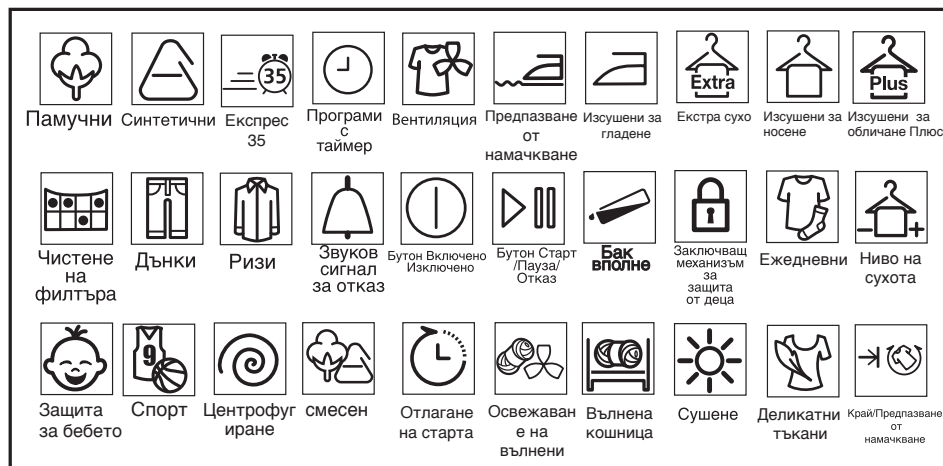 35
Extra
Plus
Памучни
Синтетични
Експрес
35
Програми
с
таймер
Вентилация
Предпазване
от
намачкване
Изсушени за
гладене
Екстра сухо
Изсушени за
носене
Изсушени за
обличане Плюс
Чистене
на
филтъра
Дънки
Ризи
Звуков
сигнал
за отказ
Бутон Включено
Изключено
Бутон Старт
/Пауза/
Отказ
Бак
вполне
Заключващ
механизъм
за
защита
от деца
Ежедневни
Ниво на
сухота
9
Защита
за бебето
Спорт
Центрофуг
иране
смесен
Отлагане
на старта
Освежаван
е на
вълнени
Вълнена
кошница
Сушене
Деликатни
тъкани
Край/Предпазване
от
намачкване